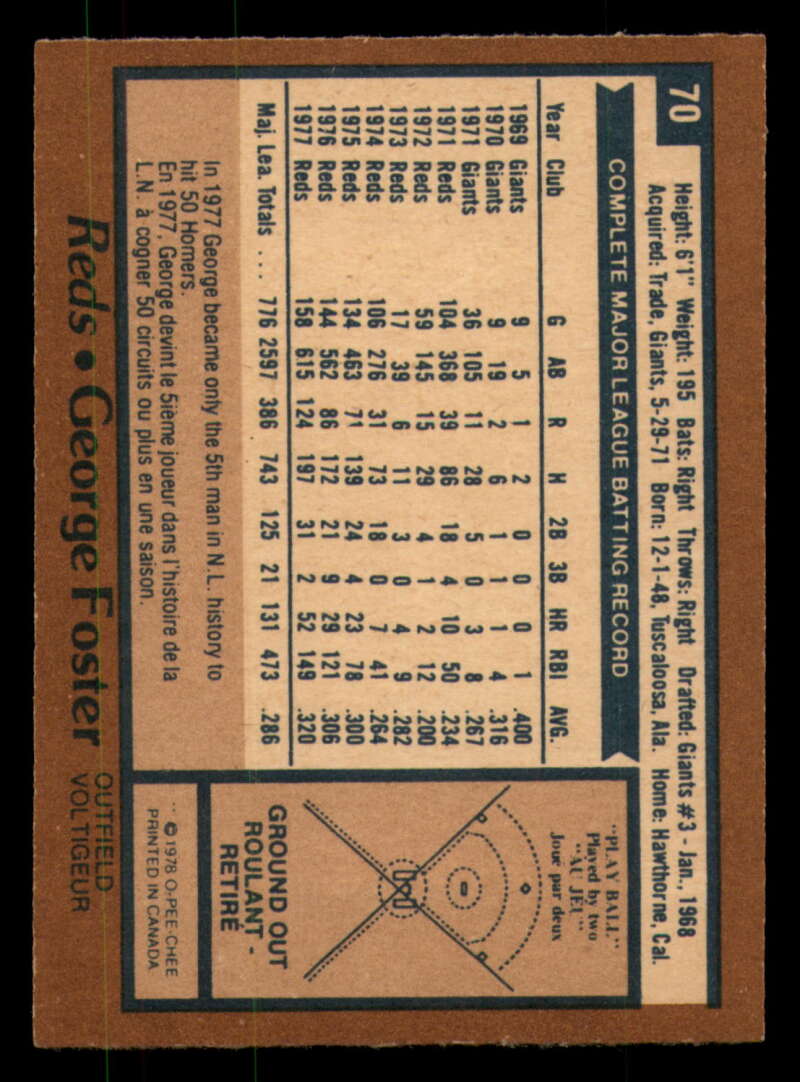 70
Height: 6'1" Weight: 195 Bats: Right Throws: Right Drafted: Giants #3 - Jan., 1968
Acquired: Trade, Giants, 5-29-71 Born: 12-1-48, Tuscaloosa, Ala. Home: Hawthorne, Cal.
COMPLETE MAJOR LEAGUE BATTING RECORD
Year Club G AB R H 2B 3B HR RBI AVG.
1969 Giants 9 5 1 2 0 0 0 1 .400
1970 Giants 9 19 2 6 1 1 1 4 .316
1971 Giants 36 105 11 28 5 0 3 8 .267
1971 Reds 104 368 39 86 18 4 10 50 .234
1972 Reds 59 145 15 29 4 1 2 12 .200
1973 Reds 17 39 6 11 3 0 4 9 .282
1974 Reds 106 276 31 73 18 0 7 41 .264
1975 Reds 134 463 71 139 24 4 23 78 .300
1976 Reds 144 562 86 172 21 9 29 121 .306
1977 Reds 158 615 124 197 31 2 52 149 .320
Maj. Lea. Totals ... 776 2597 386 743 125 21 131 473 .286
In 1977 George became only the 5th man in N.L. history to
hit 50 Homers.
En 1977, George devint le 5ième joueur dans l'histoire de la
L.N. à cogner 50 circuits ou plus en une saison.
"PLAY BALL"
Played by two
"AU JEU"
Joué par deux
GROUND OUT
ROULANT -
RETIRÉ
© 1978 O-PEE-CHEE
PRINTED IN CANADA
Reds • George Foster
OUTFIELD
VOLTIGEUR